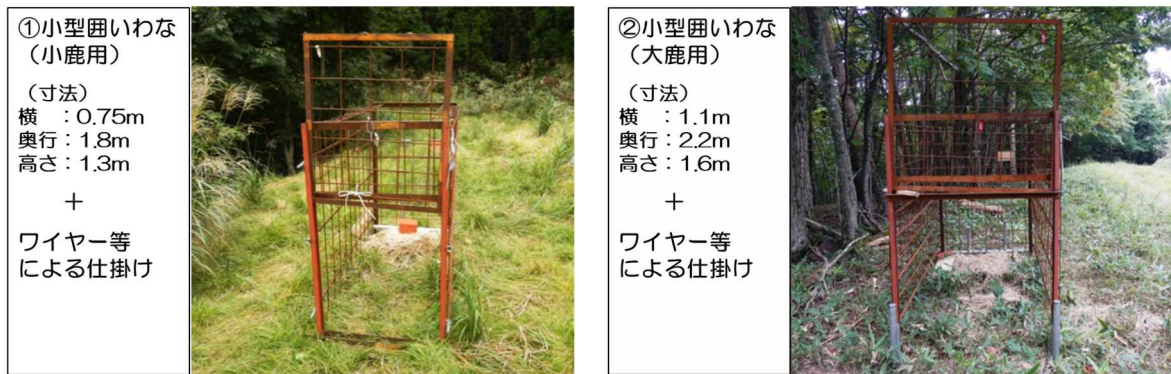 ①小型囲いわな
（小鹿用）
（寸法）
横　：0.75m
奥行：1.8m
高さ：1.3m
＋
ワイヤー等
による仕掛け
②小型囲いわな
（大鹿用）
（寸法）
横　：1.1m
奥行：2.2m
高さ：1.6m
＋
ワイヤー等
による仕掛け